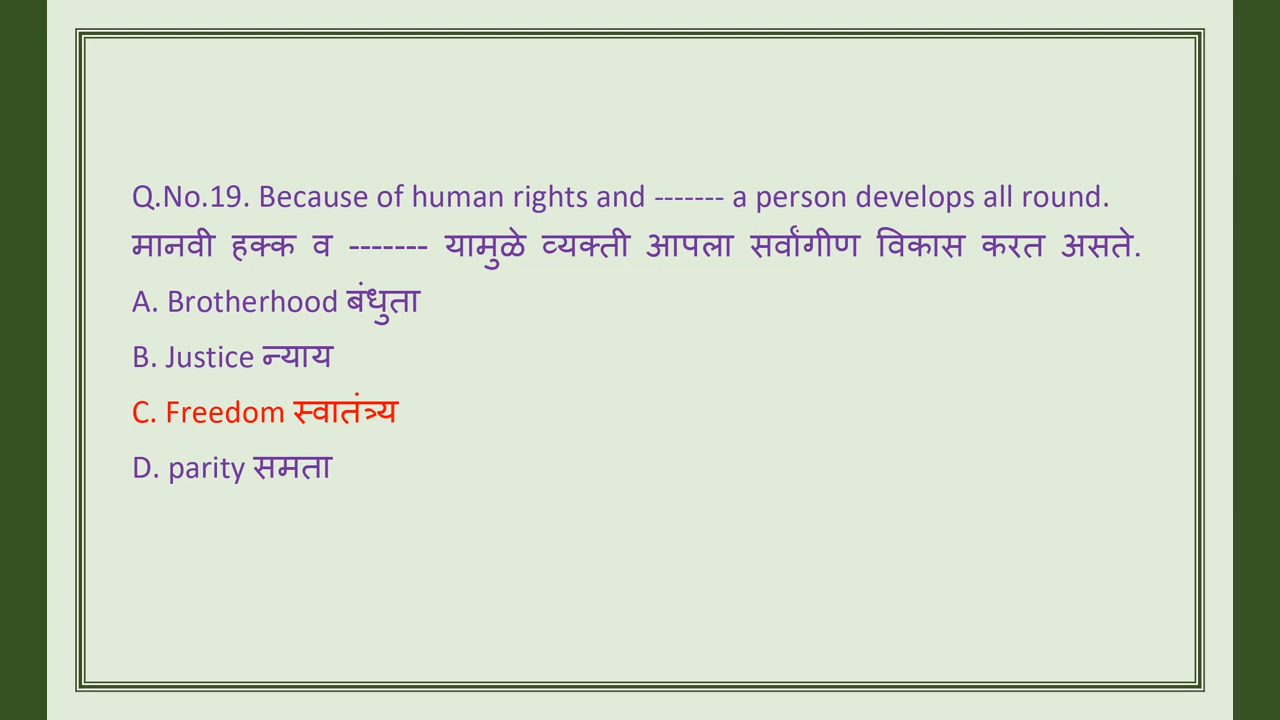 Q.No.19. Because of human rights and ------- a person develops all round.
मानवी हक्क व ------- यामुळे व्यक्ती आपला सर्वांगीण विकास करत असते.
A. Brotherhood बंधुता
B. Justice न्याय
C. Freedom स्वातंत्र्य
D. parity समता